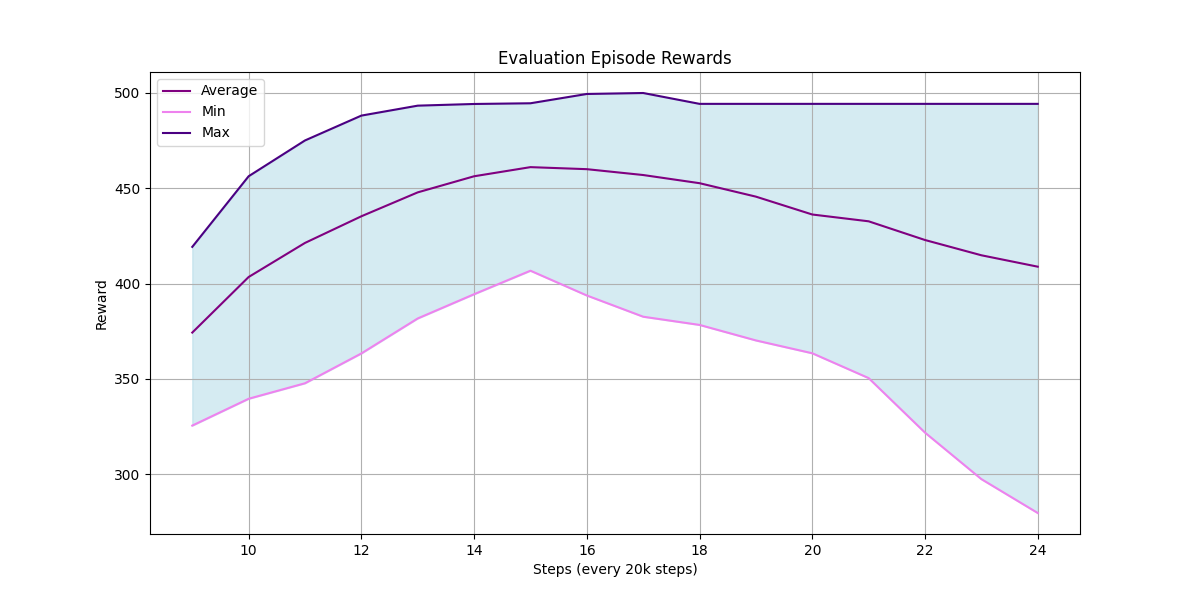 Evaluation Episode Rewards
Average
Min
Max
500
450
400
350
300
Reward
10 12 14 16 18 20 22 24
Steps (every 20k steps)